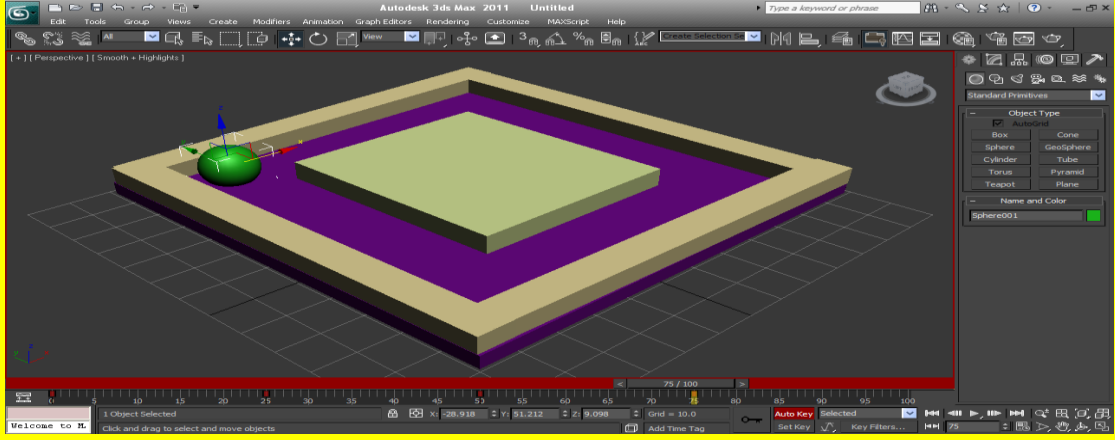 Autodesk 3ds Max 2011 Untitled
Type a keyword or phrase
Edit Tools Group Views Create Modifiers Animation Graph Editors Rendering Customize MAXScript Help
All View 3 Create Selection Se
[ + ] [ Perspective ] [ Smooth + Highlights ]
Standard Primitives
Object Type
AutoGrid
Box Cone
Sphere GeoSphere
Cylinder Tube
Torus Pyramid
Teapot Plane
Name and Color
Sphere001
z
x
z
< 75 / 100 >
5 10 15 20 25 30 35 40 45 50 55 60 65 70 75 80 85 90 95 100
1 Object Selected X: -28.918 Y: 51.212 Z: 9.098 Grid = 10.0 Auto Key Selected
Welcome to M. Click and drag to select and move objects Add Time Tag Set Key Key Filters... 75